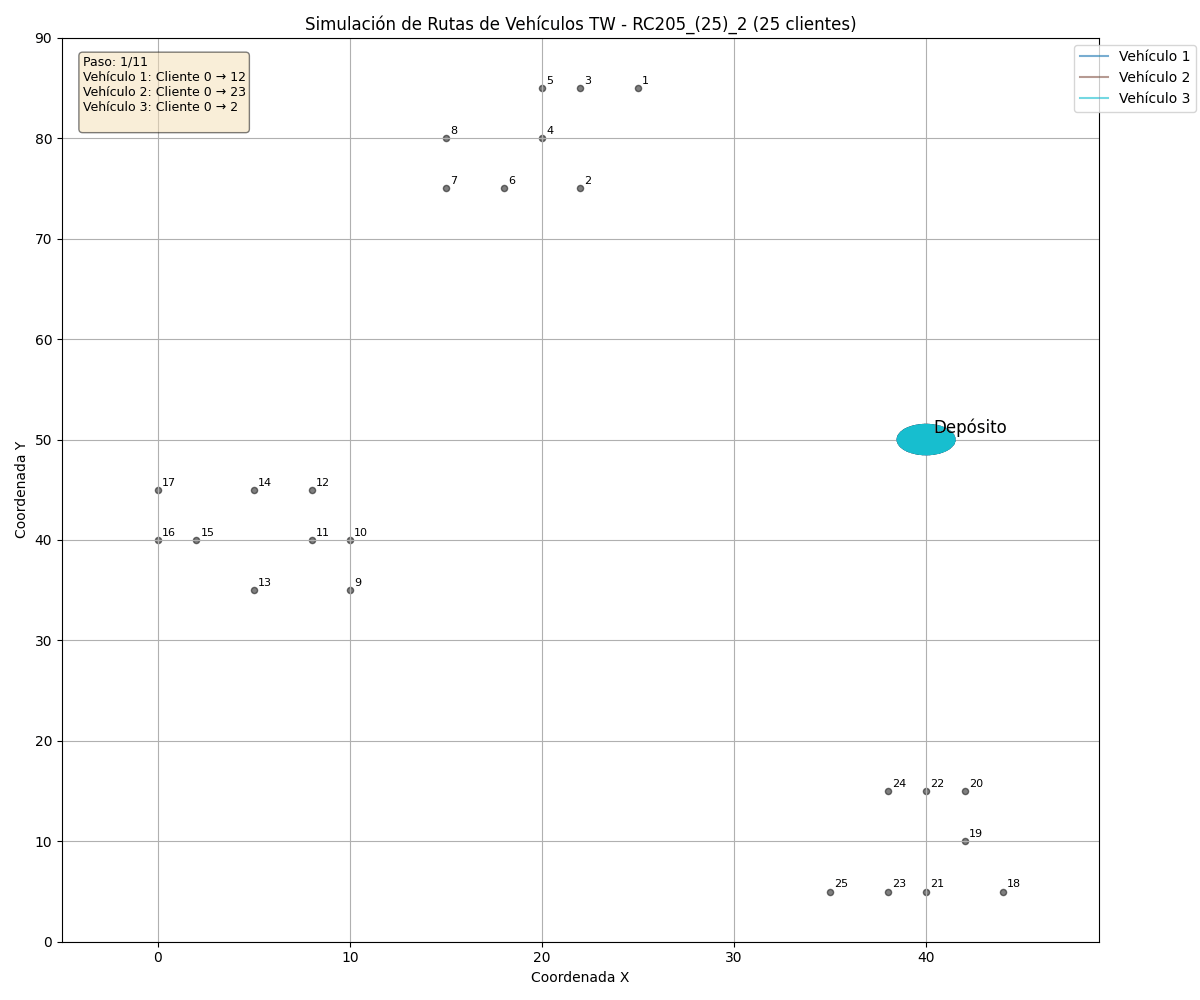 Simulación de Rutas de Vehículos TW - RC205_(25)_2 (25 clientes)
Paso: 1/11
Vehículo 1: Cliente 0 → 12
Vehículo 2: Cliente 0 → 23
Vehículo 3: Cliente 0 → 2
Vehículo 1
Vehículo 2
Vehículo 3
90
80
70
60
50
40
30
20
10
0
Coordenada Y
5 3 1
8 4
7 6 2
Depósito
17 14 12
16 15 11 10
13 9
24 22 20
19
25 23 21 18
0 10 20 30 40
Coordenada X